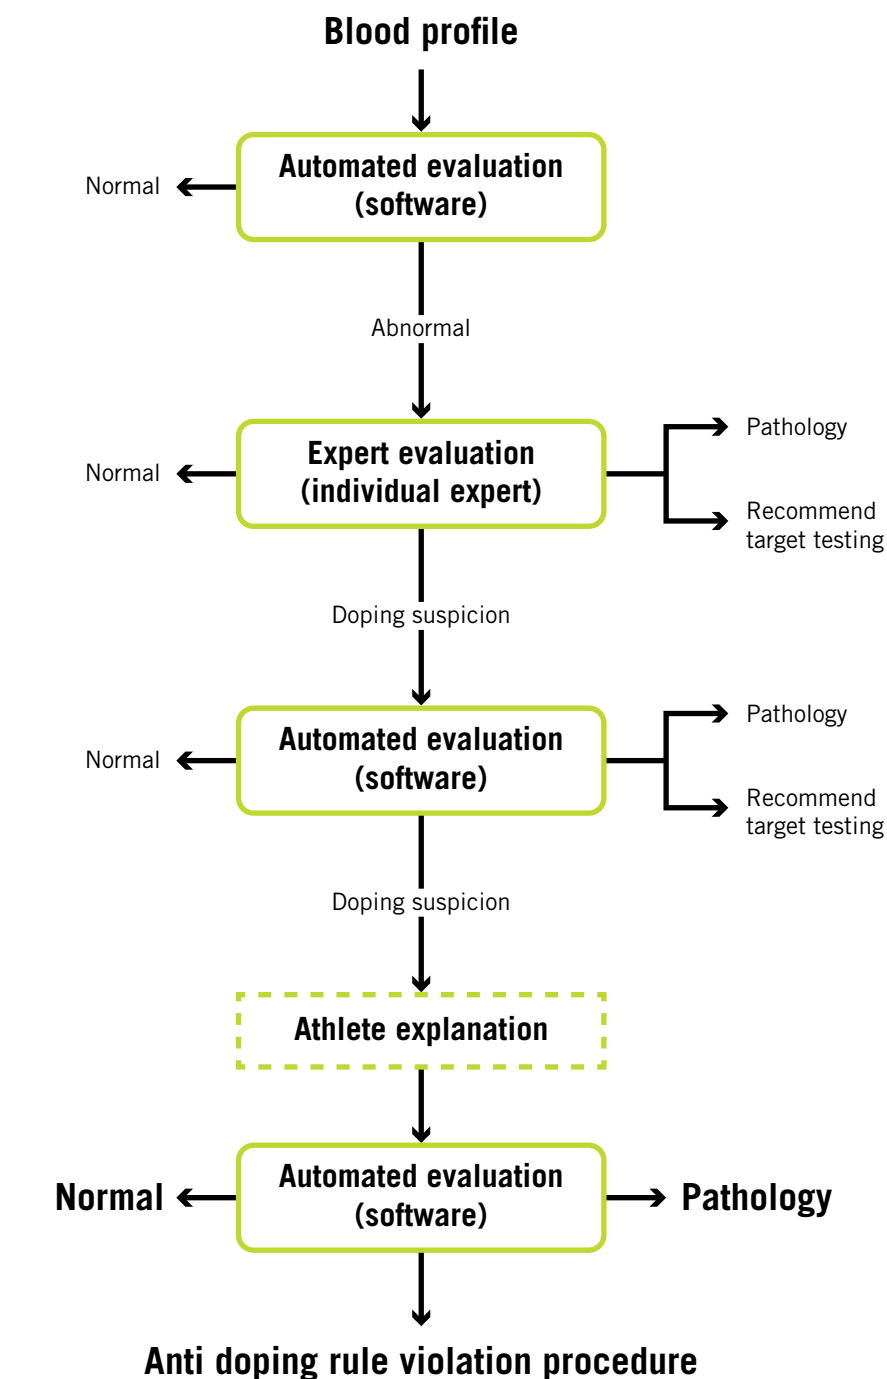 Blood profile
Automated evaluation
(software)
Normal
Abnormal
Expert evaluation
(individual expert)
Normal
Pathology
Recommend
target testing
Doping suspicion
Automated evaluation
(software)
Normal
Pathology
Recommend
target testing
Doping suspicion
Athlete explanation
Automated evaluation
(software)
Normal
Pathology
Anti doping rule violation procedure